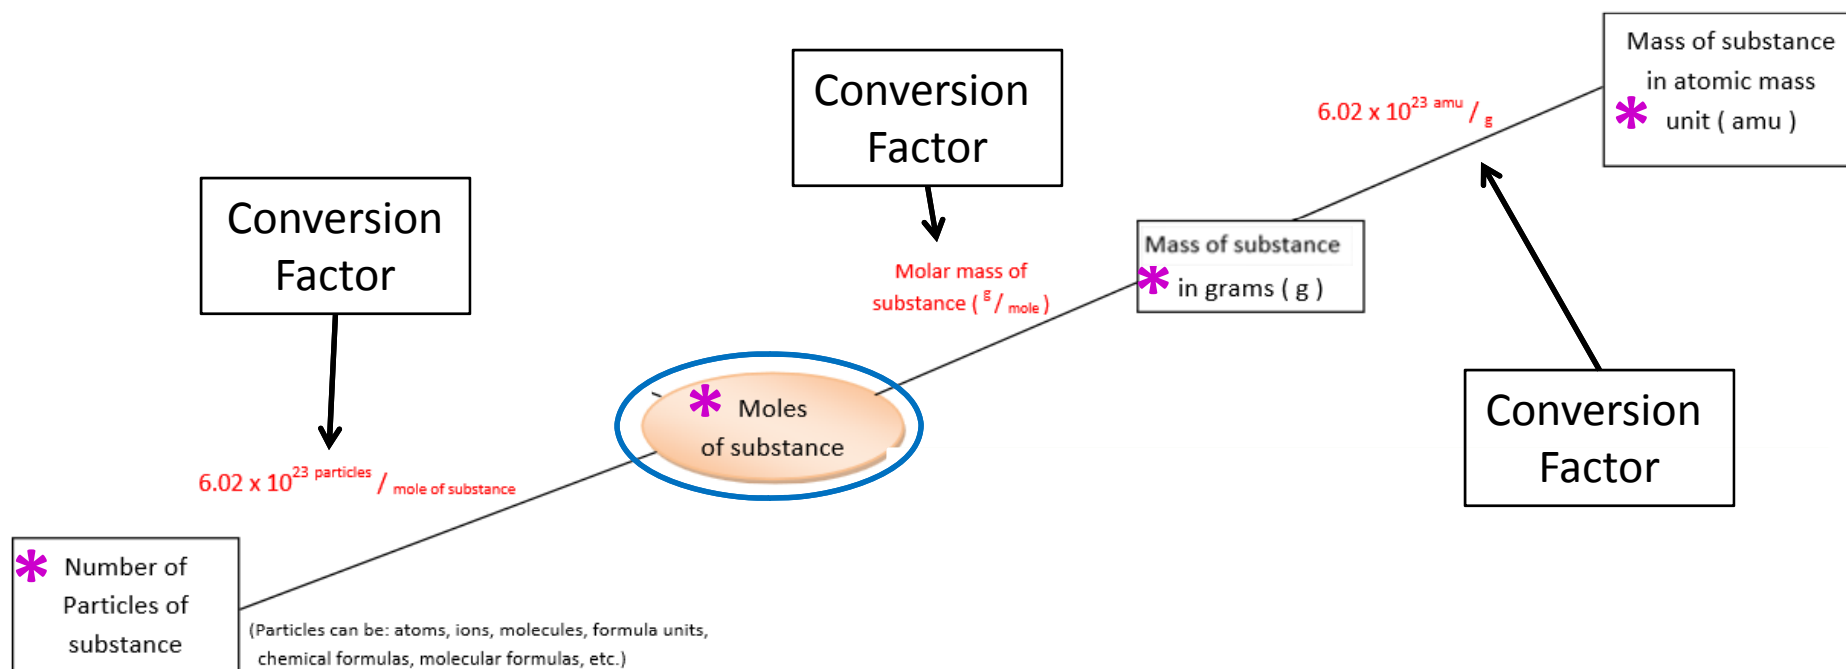 Mass of substance
in atomic mass
* unit ( amu )
Conversion
Factor
6.02 x 10²³ ᵃᵐᵘ / g
Conversion
Factor
Mass of substance
* in grams ( g )
Molar mass of
substance ( ᵍ/ mole )
Conversion
Factor
* Moles
of substance
6.02 x 10²³ ᵖᵃʳᵗⁱᶜˡᵉˢ / mole of substance
* Number of
Particles of
substance
(Particles can be: atoms, ions, molecules, formula units,
chemical formulas, molecular formulas, etc.)